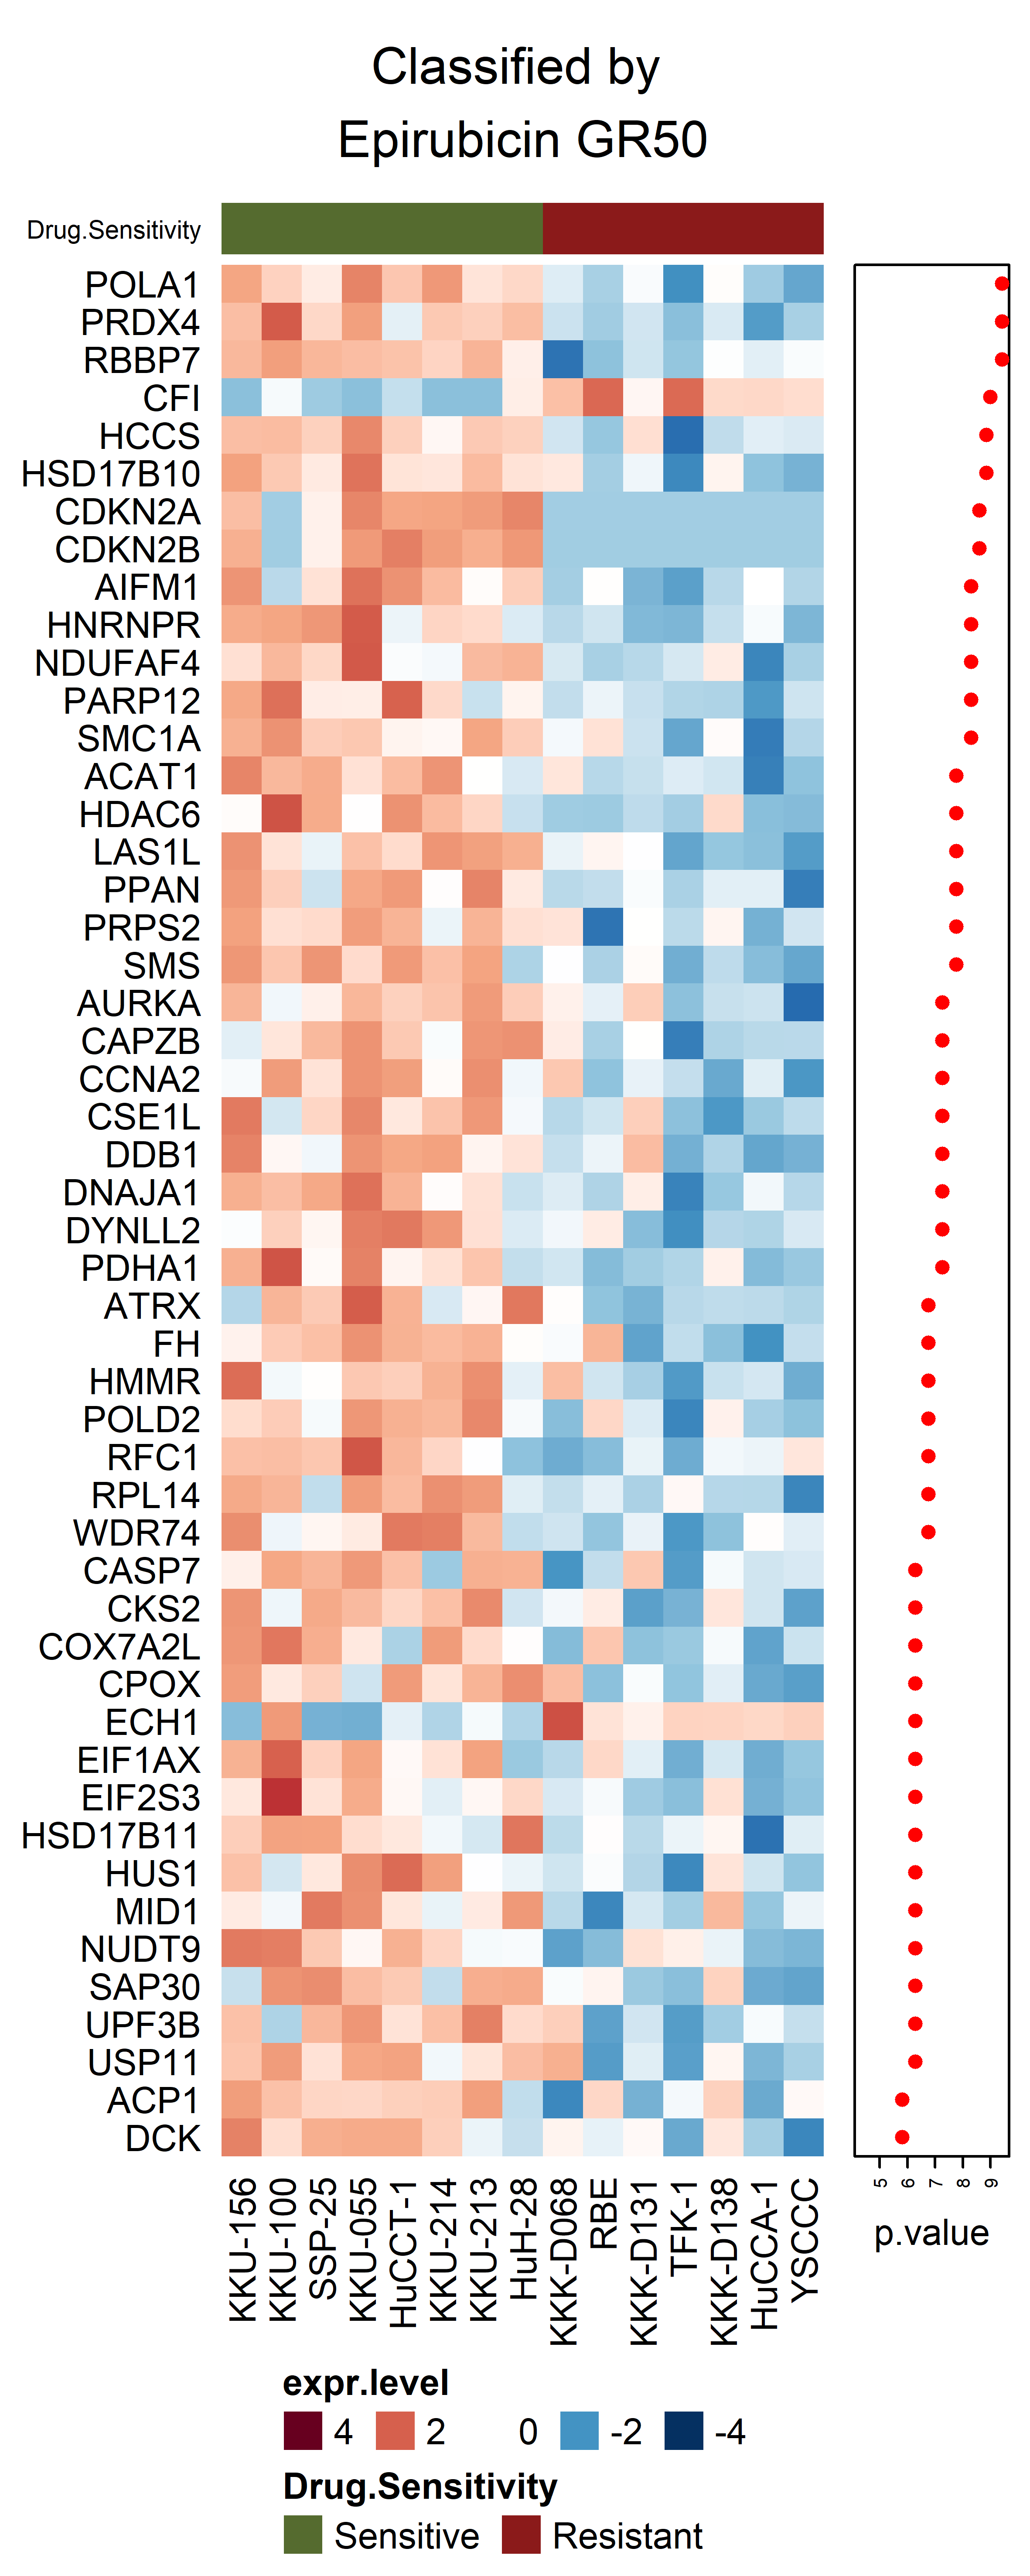 Classified by
Epirubicin GR50
Drug.Sensitivity
POLA1
PRDX4
RBBP7
CFI
HCCS
HSD17B10
CDKN2A
CDKN2B
AIFM1
HNRNPR
NDUFAF4
PARP12
SMC1A
ACAT1
HDAC6
LAS1L
PPAN
PRPS2
SMS
AURKA
CAPZB
CCNA2
CSE1L
DDB1
DNAJA1
DYNLL2
PDHA1
ATRX
FH
HMMR
POLD2
RFC1
RPL14
WDR74
CASP7
CKS2
COX7A2L
CPOX
ECH1
EIF1AX
EIF2S3
HSD17B11
HUS1
MID1
NUDT9
SAP30
UPF3B
USP11
ACP1
DCK
KKU-156
KKU-100
SSP-25
KKU-055
HuCCT-1
KKU-214
KKU-213
HuH-28
KKK-D068
RBE
KKK-D131
TFK-1
KKK-D138
HuCCA-1
YSCCC
5 6 7 8 9
p.value
expr.level
4 2 0 -2 -4
Drug.Sensitivity
Sensitive Resistant